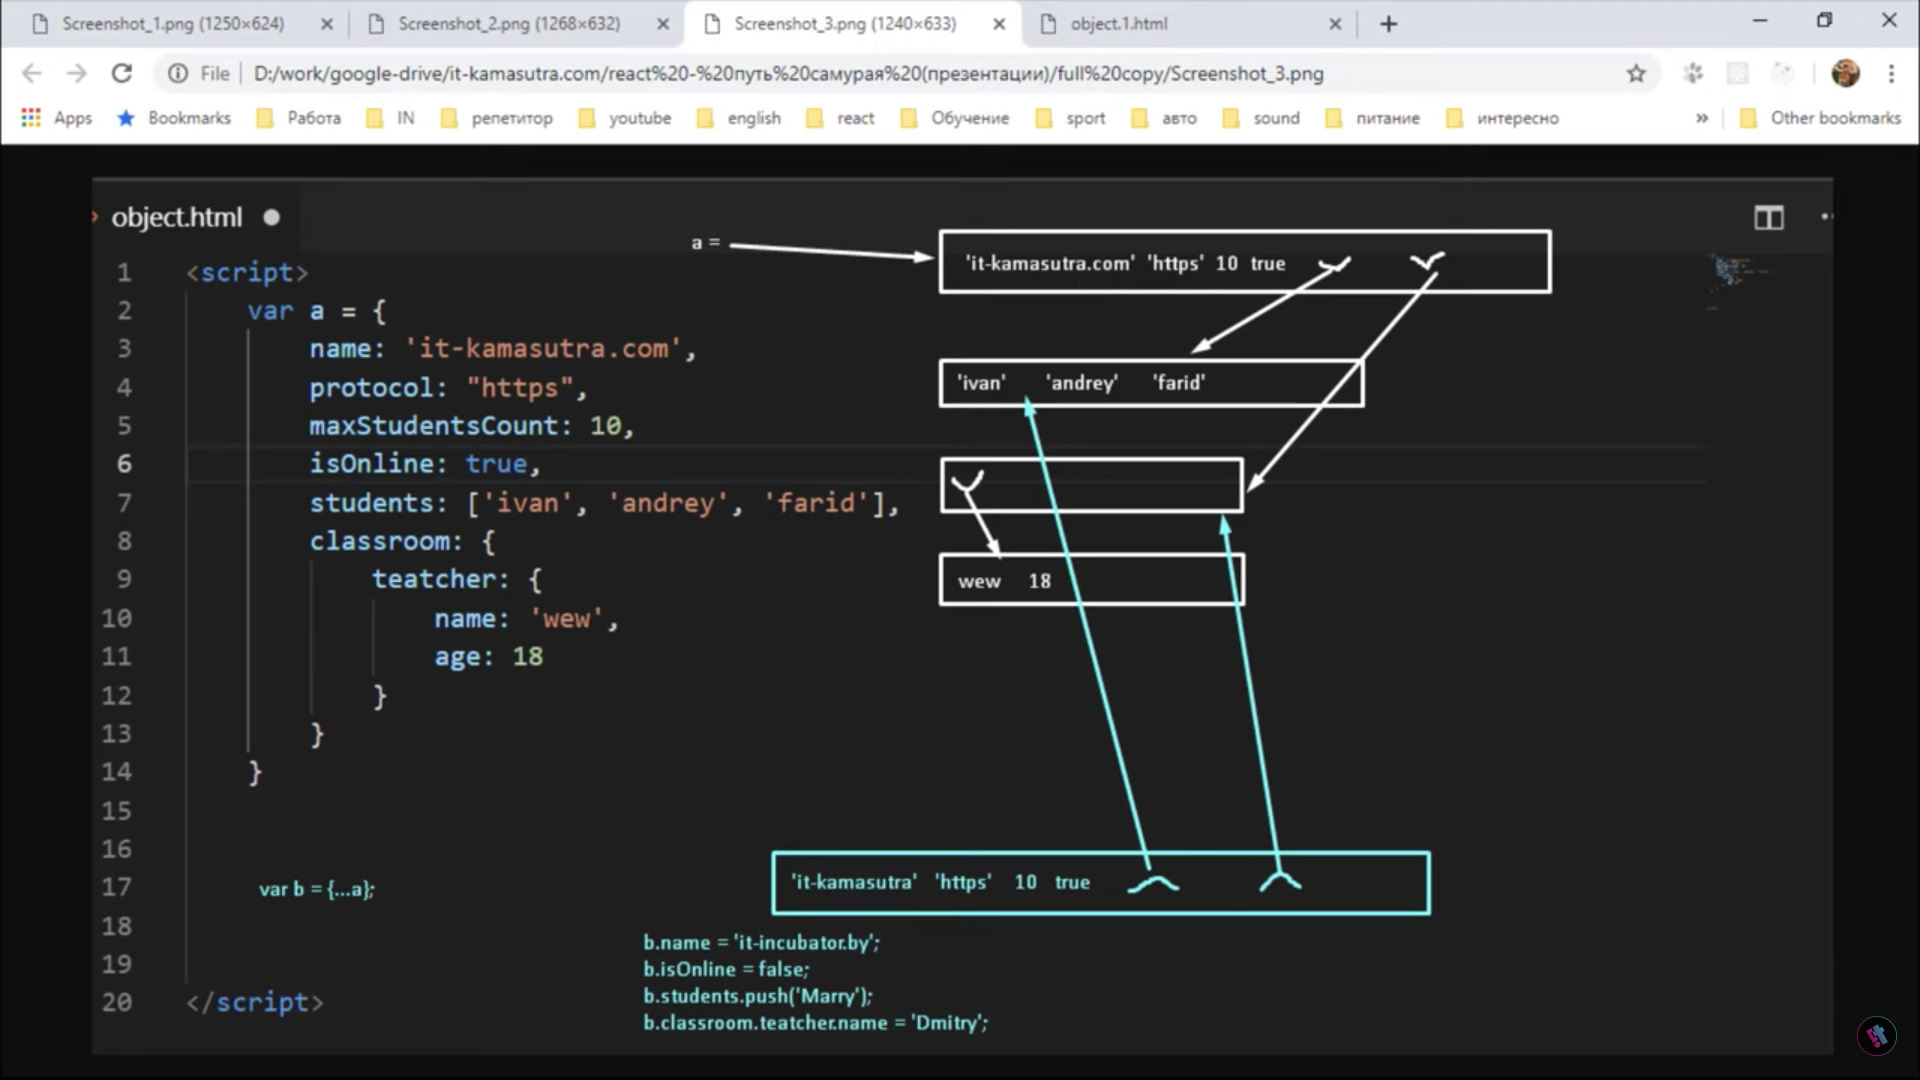 Screenshot_1.png (1250×624)
Screenshot_2.png (1268×632)
Screenshot_3.png (1240×633)
object.1.html
File
D:/work/google-drive/it-kamasutra.com/react%20-%20путь%20самурая%20(презентации)/full%20copy/Screenshot_3.png
Apps
Bookmarks
Работа
IN
репетитор
youtube
english
react
Обучение
sport
авто
sound
питание
интересно
»
Other bookmarks
object.html
a =
'it-kamasutra.com' 'https' 10 true
1 <script>
2 var a = {
3 name: 'it-kamasutra.com',
4 protocol: "https",
5 maxStudentsCount: 10,
6 isOnline: true,
7 students: ['ivan', 'andrey', 'farid'],
8 classroom: {
9 teatcher: {
10 name: 'wew',
11 age: 18
12 }
13 }
14 }
15
16
17 var b = {...a};
18
19
20 </script>
'ivan' 'andrey' 'farid'
wew 18
'it-kamasutra' 'https' 10 true
b.name = 'it-incubator.by';
b.isOnline = false;
b.students.push('Marry');
b.classroom.teatcher.name = 'Dmitry';